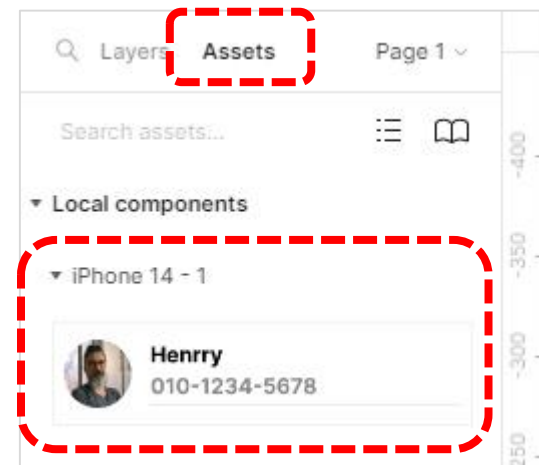 Layers Assets Page 1
Search assets...
Local components
iPhone 14 - 1
Henrry
010-1234-5678
-400
-350
-300
250